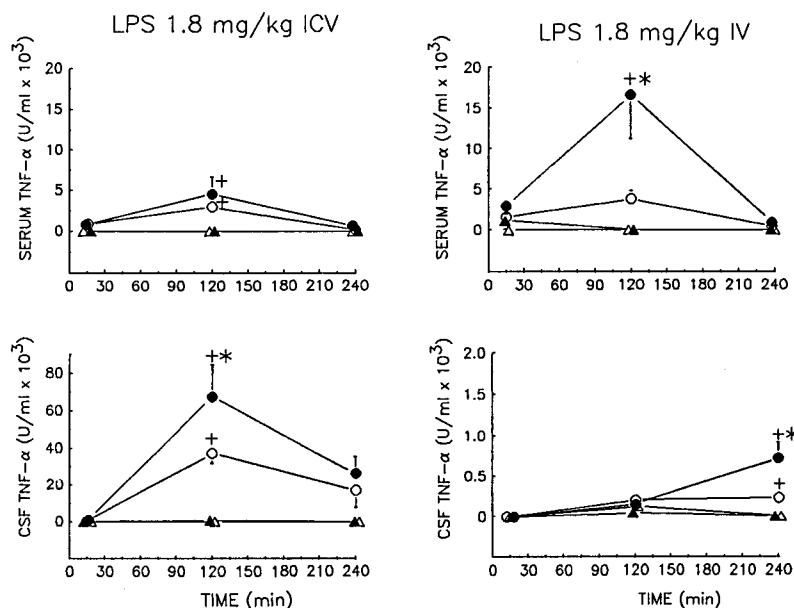 LPS 1.8 mg/kg ICV
LPS 1.8 mg/kg IV
SERUM TNF-α (U/ml x 10³)
20
15
10
5
0
+
+
0 30 60 90 120 150 180 210 240
SERUM TNF-α (U/ml x 10³)
20
15
10
5
0
+*
0 30 60 90 120 150 180 210 240
CSF TNF-α (U/ml x 10³)
80
60
40
20
0
+*
+
0 30 60 90 120 150 180 210 240
TIME (min)
CSF TNF-α (U/ml x 10³)
2.0
1.5
1.0
0.5
0
+*
+
0 30 60 90 120 150 180 210 240
TIME (min)